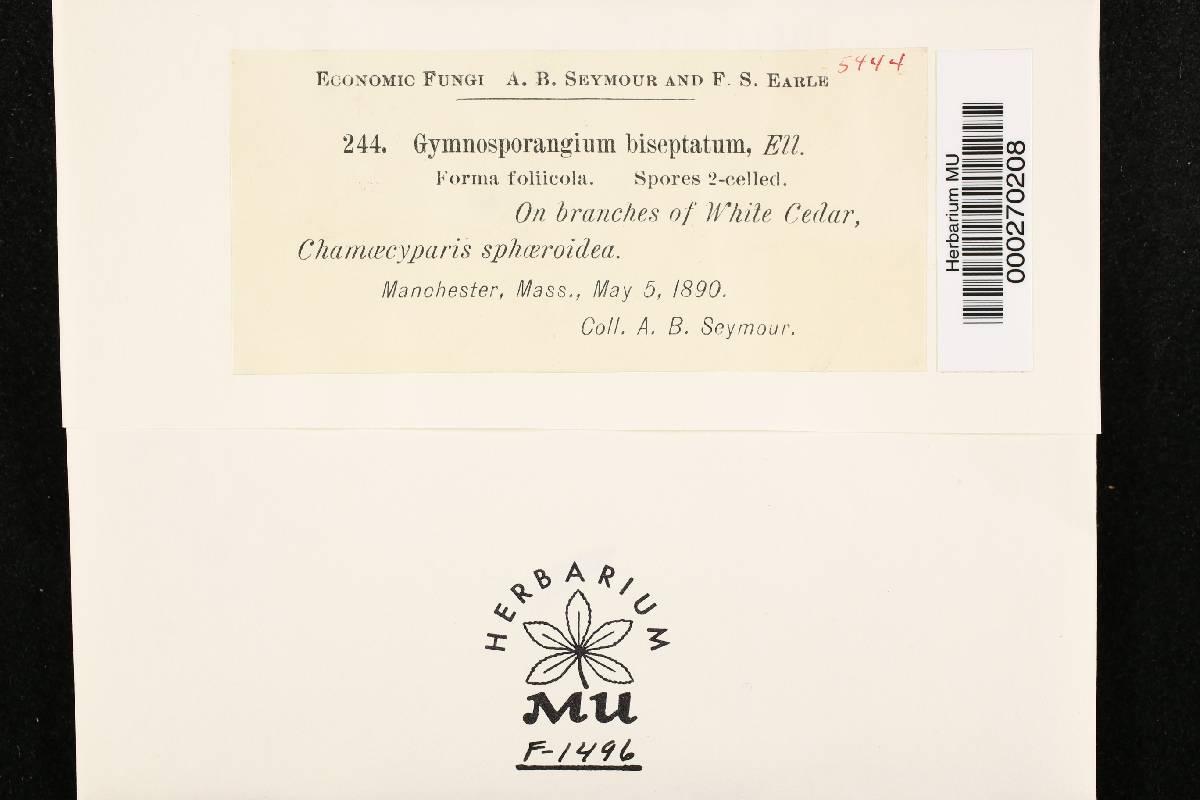 ECONOMIC FUNGI A. B. SEYMOUR AND F. S. EARLE
5444
244. Gymnosporangium biseptatum, Ell.
Forma foliicola. Spores 2-celled.
On branches of White Cedar,
Chamæcyparis sphæroidea.
Manchester, Mass., May 5, 1890.
Coll. A. B. Seymour.
Herbarium MU
000270208
HERBARIUM
MU
F-1496